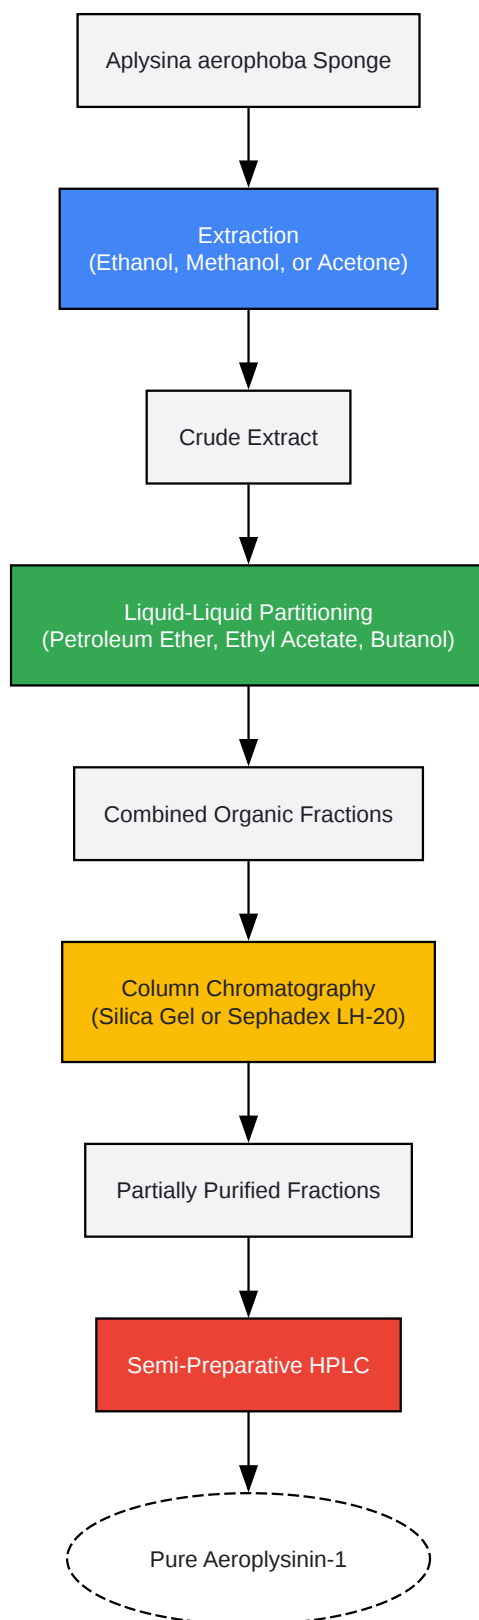 Aplysina aerophoba Sponge
Extraction
(Ethanol, Methanol, or Acetone)
Crude Extract
Liquid-Liquid Partitioning
(Petroleum Ether, Ethyl Acetate, Butanol)
Combined Organic Fractions
Column Chromatography
(Silica Gel or Sephadex LH-20)
Partially Purified Fractions
Semi-Preparative HPLC
Pure Aeroplysinin-1